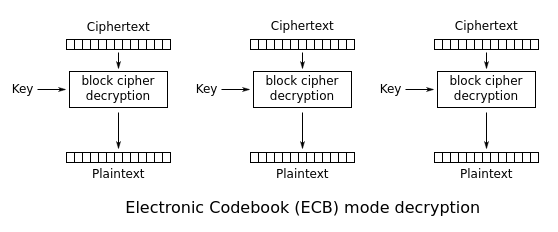 Ciphertext
Ciphertext
Ciphertext
Key
block cipher
decryption
Key
block cipher
decryption
Key
block cipher
decryption
Plaintext
Plaintext
Plaintext
Electronic Codebook (ECB) mode decryption